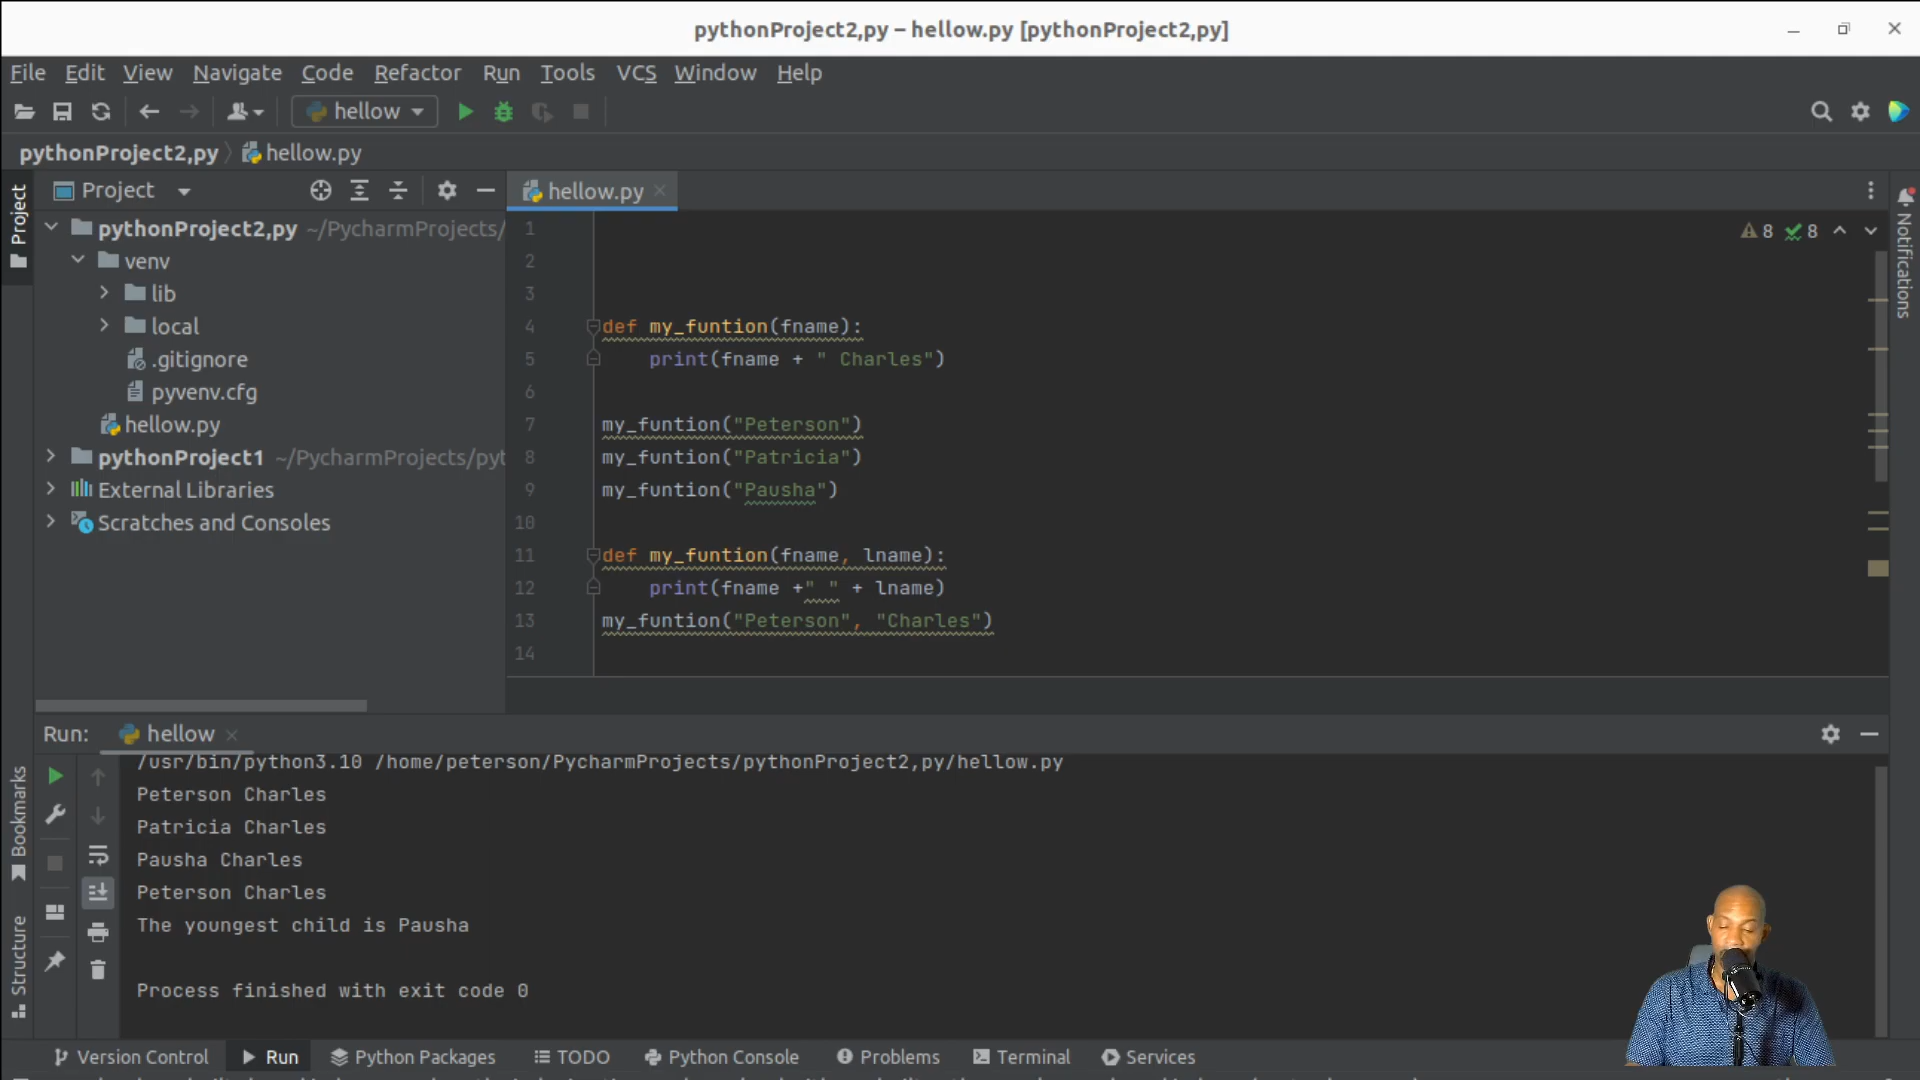 pythonProject2,py – hellow.py [pythonProject2,py]
File Edit View Navigate Code Refactor Run Tools VCS Window Help
hellow
pythonProject2,py hellow.py
Project
Project
hellow.py
Notifications
pythonProject2,py ~/PycharmProjects/
venv
lib
local
.gitignore
pyvenv.cfg
hellow.py
pythonProject1 ~/PycharmProjects/pyt
External Libraries
Scratches and Consoles
8 8
1
2
3
4 def my_funtion(fname):
5 print(fname + " Charles")
6
7 my_funtion("Peterson")
8 my_funtion("Patricia")
9 my_funtion("Pausha")
10
11 def my_funtion(fname, lname):
12 print(fname +" " + lname)
13 my_funtion("Peterson", "Charles")
14
Run: hellow
/usr/bin/python3.10 /home/peterson/PycharmProjects/pythonProject2,py/hellow.py
Peterson Charles
Patricia Charles
Pausha Charles
Peterson Charles
The youngest child is Pausha
Process finished with exit code 0
Bookmarks
Structure
Version Control Run Python Packages TODO Python Console Problems Terminal Services